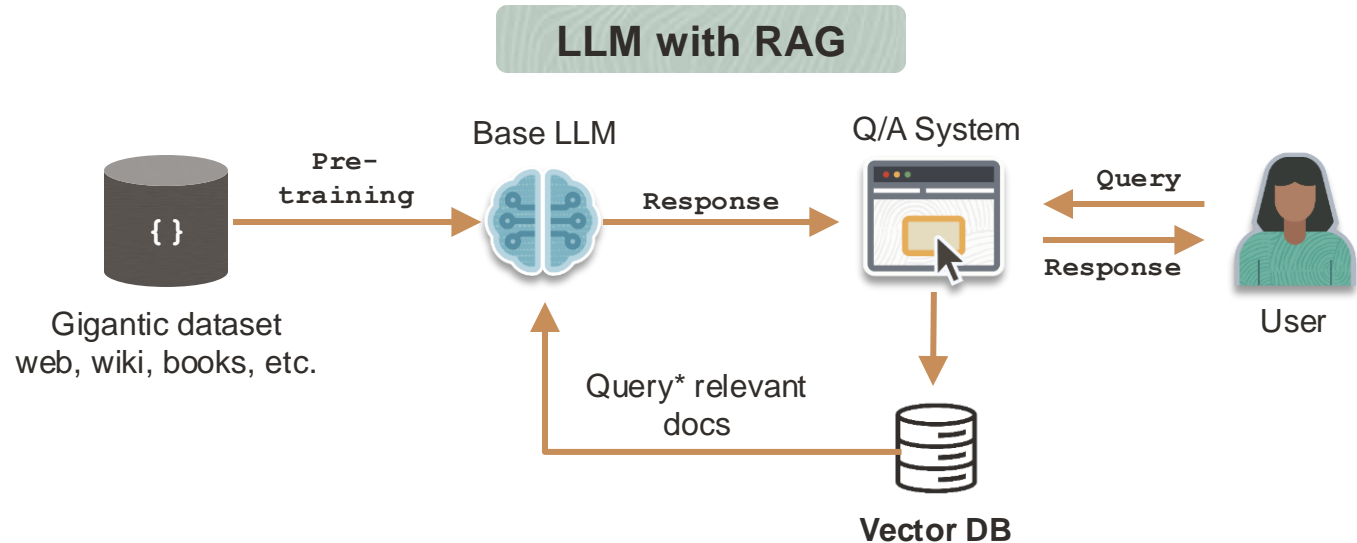 LLM with RAG
Base LLM
Q/A System
Pre-
training
Response
Query
Response
{ }
Gigantic dataset
web, wiki, books, etc.
User
Query* relevant
docs
Vector DB